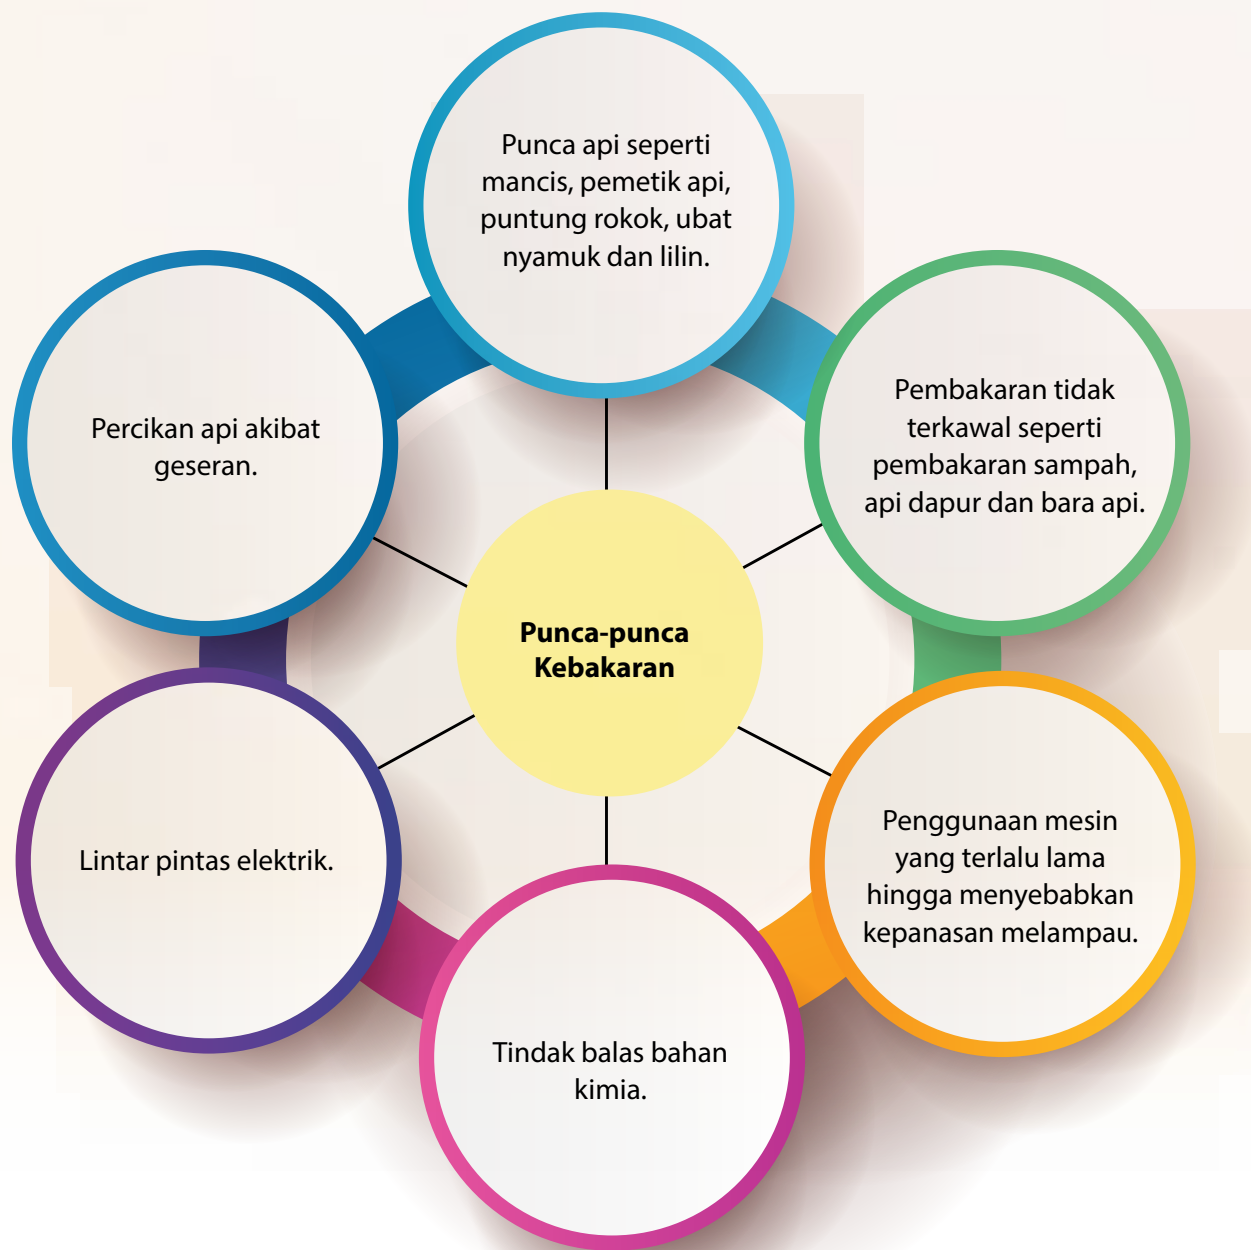 Punca api seperti
mancis, pemetik api,
puntung rokok, ubat
nyamuk dan lilin.
Pembakaran tidak
terkawal seperti
pembakaran sampah,
api dapur dan bara api.
Penggunaan mesin
yang terlalu lama
hingga menyebabkan
kepanasan melampau.
Tindak balas bahan
kimia.
Lintar pintas elektrik.
Percikan api akibat
geseran.
Punca-punca
Kebakaran